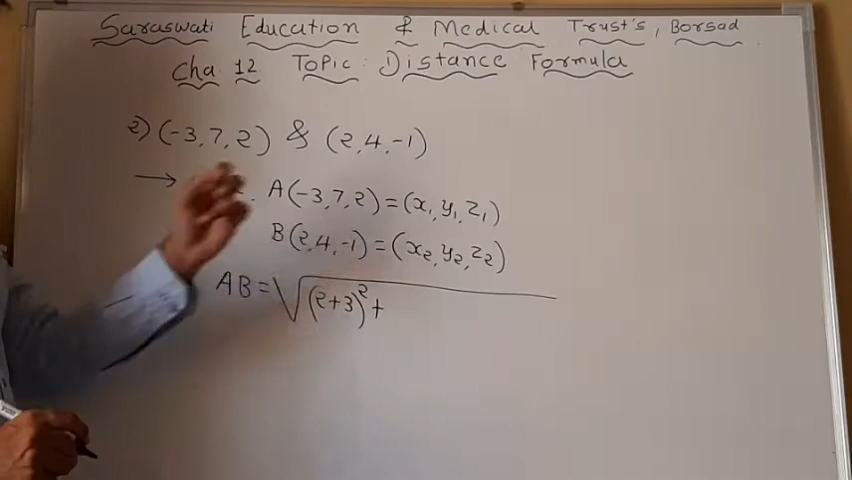 Saraswati Education & Medical Trust's, Borsad
Cha. 12 Topic: Distance Formula
2) (-3, 7, 2) & (2, 4, -1)
→ A(-3, 7, 2) = (x₁, y₁, z₁)
B(2, 4, -1) = (x₂, y₂, z₂)
AB = √(2+3)² +